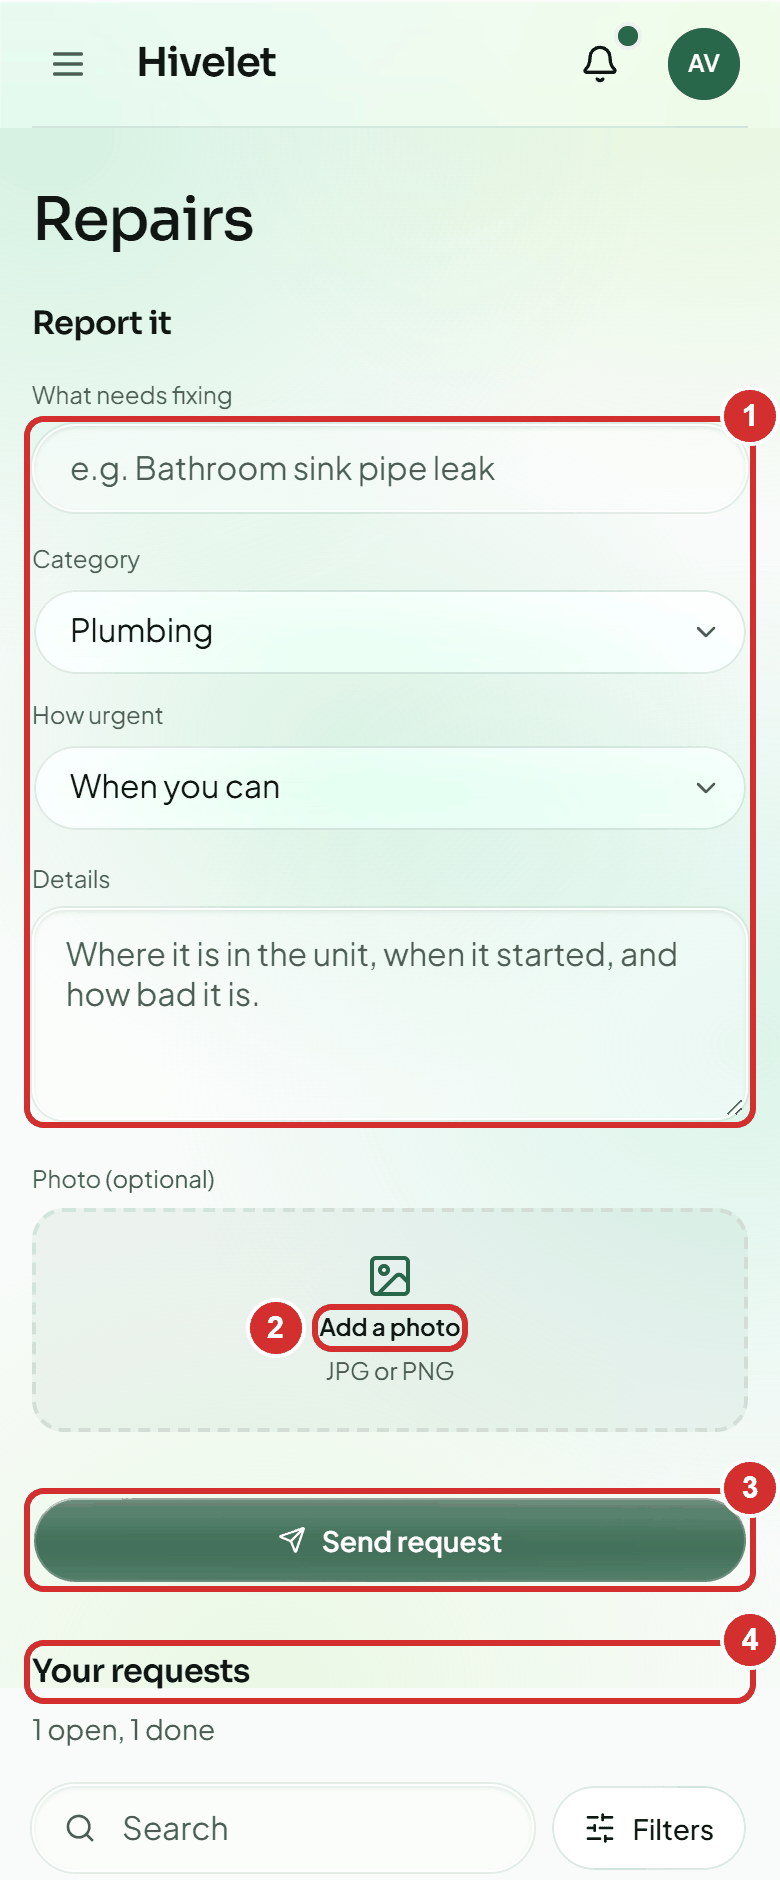 Hivelet
AV
Repairs
Report it
What needs fixing
1
e.g. Bathroom sink pipe leak
Category
Plumbing
How urgent
When you can
Details
Where it is in the unit, when it started, and
how bad it is.
Photo (optional)
2 Add a photo
JPG or PNG
3
Send request
4
Your requests
1 open, 1 done
Search
Filters